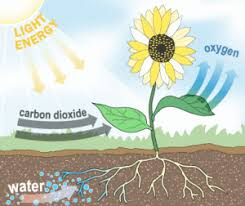 LIGHT
ENERGY
oxygen
carbon dioxide
water